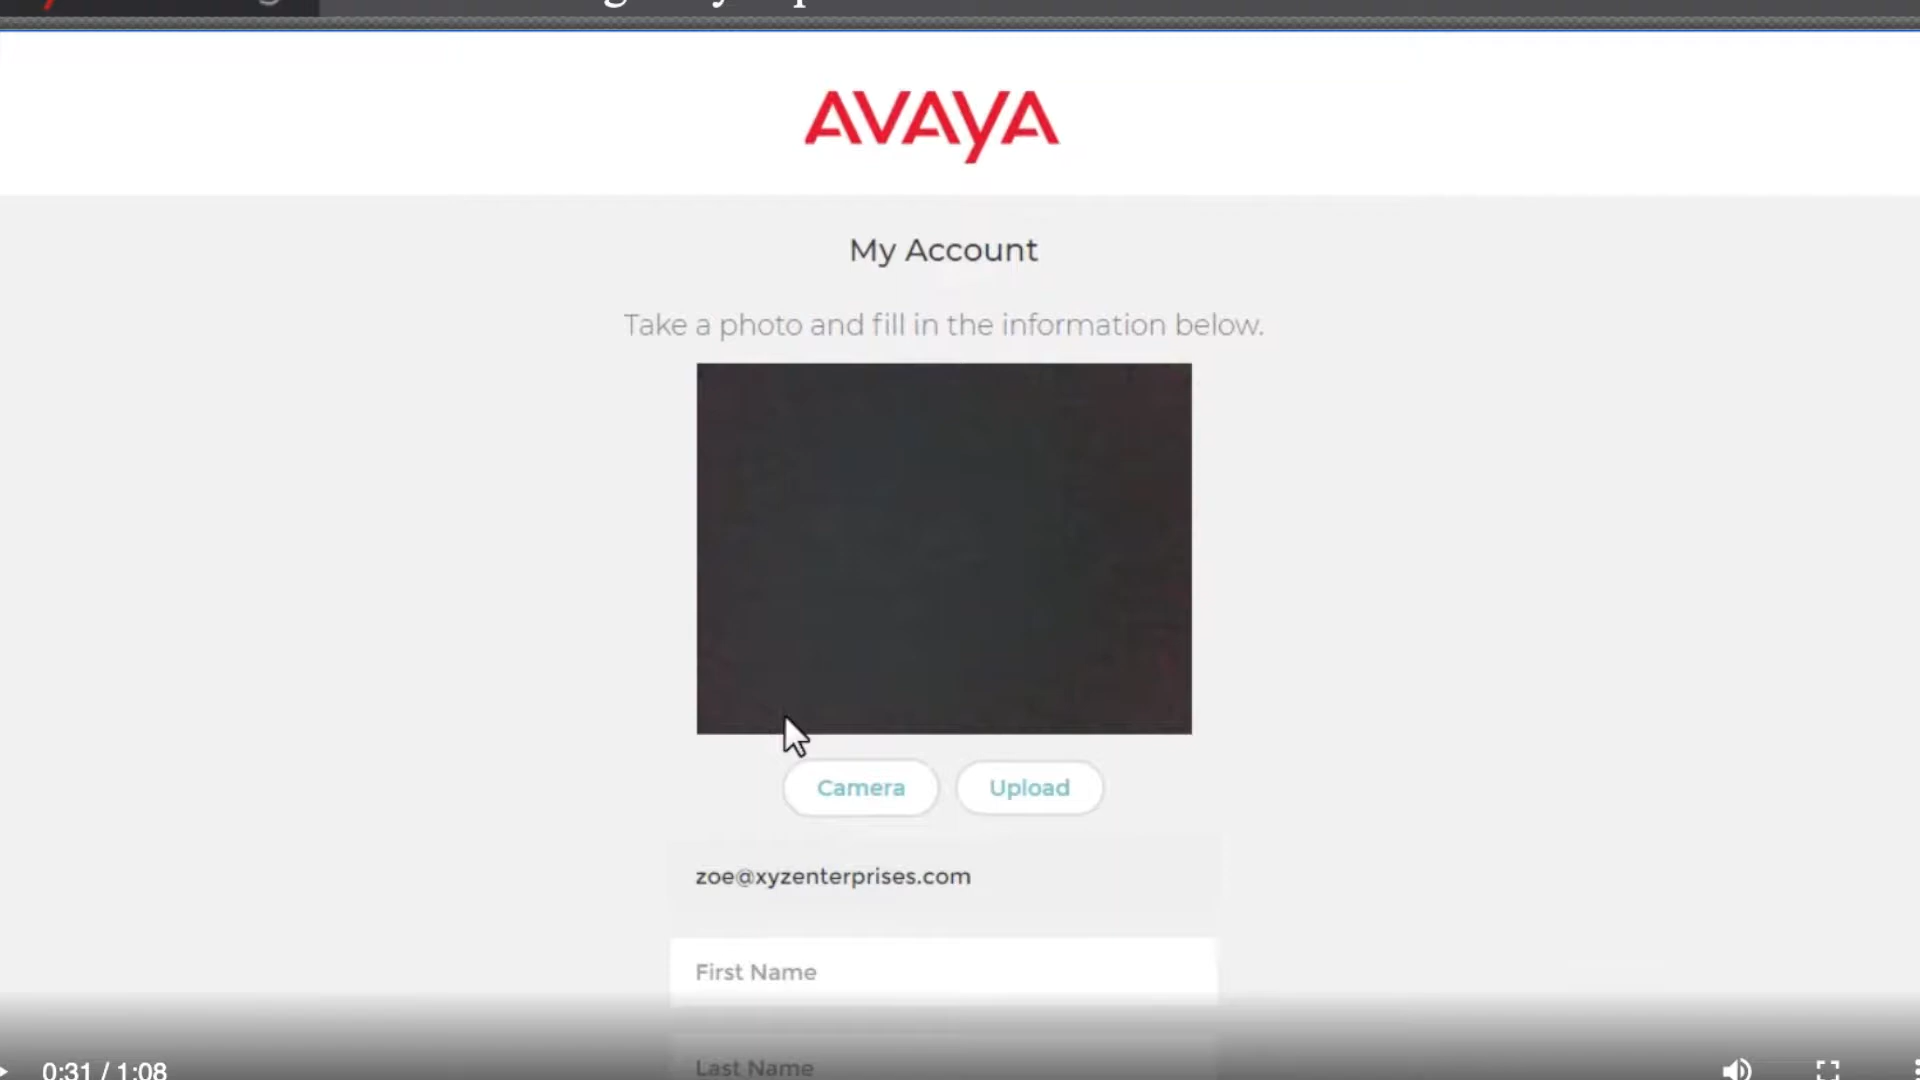 AVAYA
My Account
Take a photo and fill in the information below.
Camera Upload
zoe@xyzenterprises.com
First Name
Last Name
0:31 / 1:08